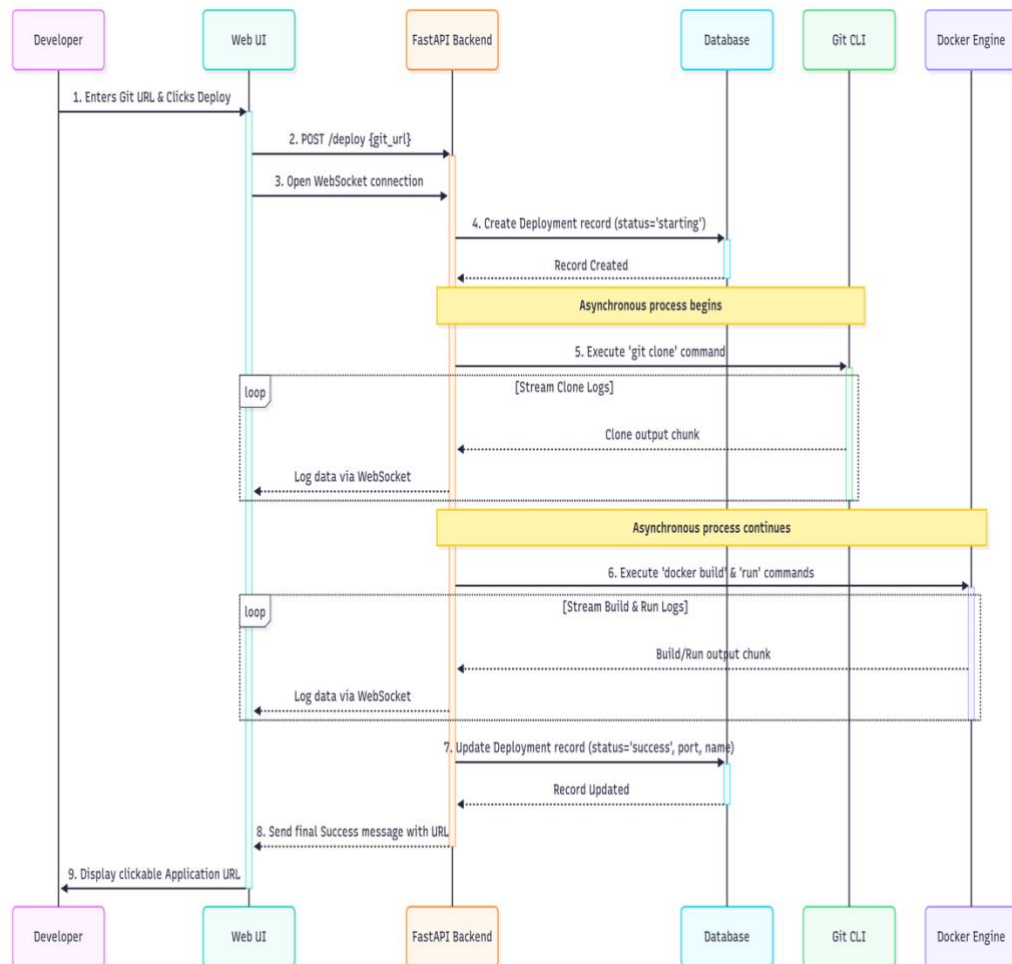 Developer
Web UI
FastAPI Backend
Database
Git CLI
Docker Engine
1. Enters Git URL & Clicks Deploy
2. POST /deploy {git_url}
3. Open WebSocket connection
4. Create Deployment record (status='starting')
Record Created
Asynchronous process begins
5. Execute 'git clone' command
loop
[Stream Clone Logs]
Clone output chunk
Log data via WebSocket
Asynchronous process continues
6. Execute 'docker build' & 'run' commands
loop
[Stream Build & Run Logs]
Build/Run output chunk
Log data via WebSocket
7. Update Deployment record (status='success', port, name)
Record Updated
8. Send final Success message with URL
9. Display clickable Application URL
Developer
Web UI
FastAPI Backend
Database
Git CLI
Docker Engine